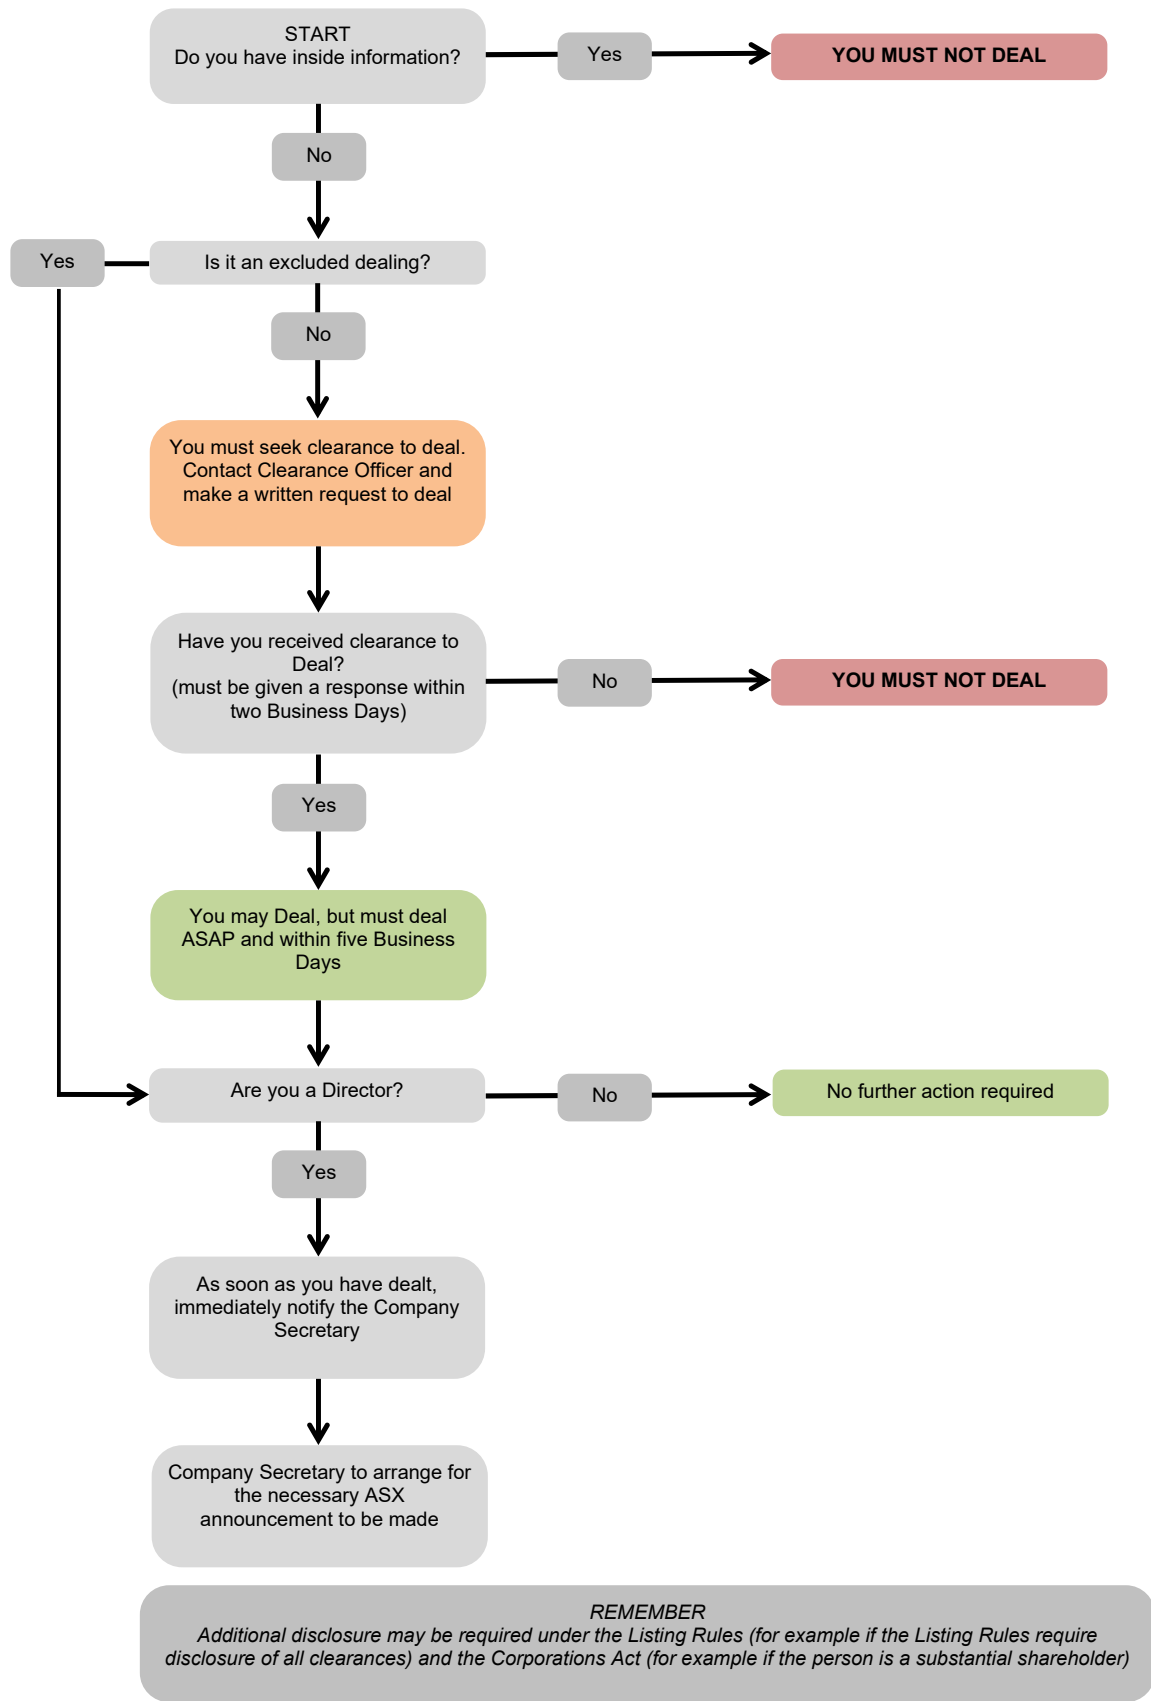 START
Do you have inside information?
Yes
YOU MUST NOT DEAL
No
Yes
Is it an excluded dealing?
No
You must seek clearance to deal.
Contact Clearance Officer and
make a written request to deal
Have you received clearance to
Deal?
(must be given a response within
two Business Days)
No
YOU MUST NOT DEAL
Yes
You may Deal, but must deal
ASAP and within five Business
Days
Are you a Director?
No
No further action required
Yes
As soon as you have dealt,
immediately notify the Company
Secretary
Company Secretary to arrange for
the necessary ASX
announcement to be made
REMEMBER
Additional disclosure may be required under the Listing Rules (for example if the Listing Rules require
disclosure of all clearances) and the Corporations Act (for example if the person is a substantial shareholder)